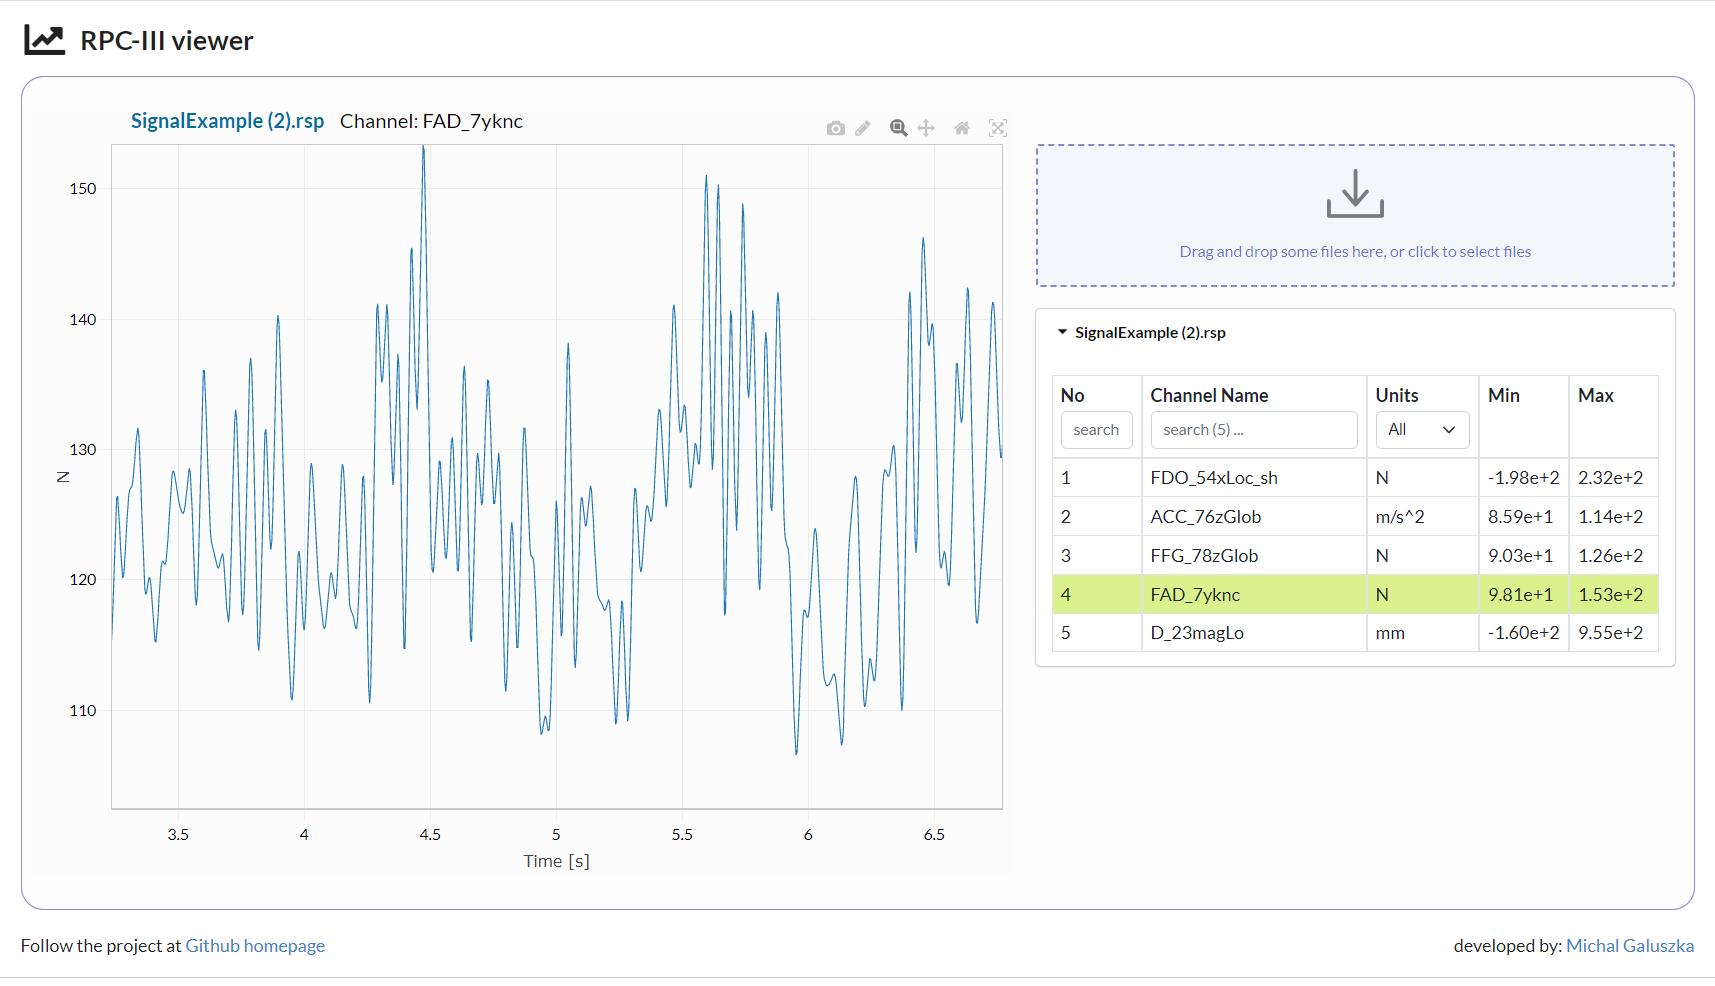 RPC-III viewer
SignalExample (2).rsp Channel: FAD_7yknc
150
140
130
120
110
N
3.5 4 4.5 5 5.5 6 6.5
Time [s]
Drag and drop some files here, or click to select files
SignalExample (2).rsp
No Channel Name Units Min Max
search search (5) ... All
1 FDO_54xLoc_sh N -1.98e+2 2.32e+2
2 ACC_76zGlob m/s^2 8.59e+1 1.14e+2
3 FFG_78zGlob N 9.03e+1 1.26e+2
4 FAD_7yknc N 9.81e+1 1.53e+2
5 D_23magLo mm -1.60e+2 9.55e+2
Follow the project at Github homepage
developed by: Michal Galuszka